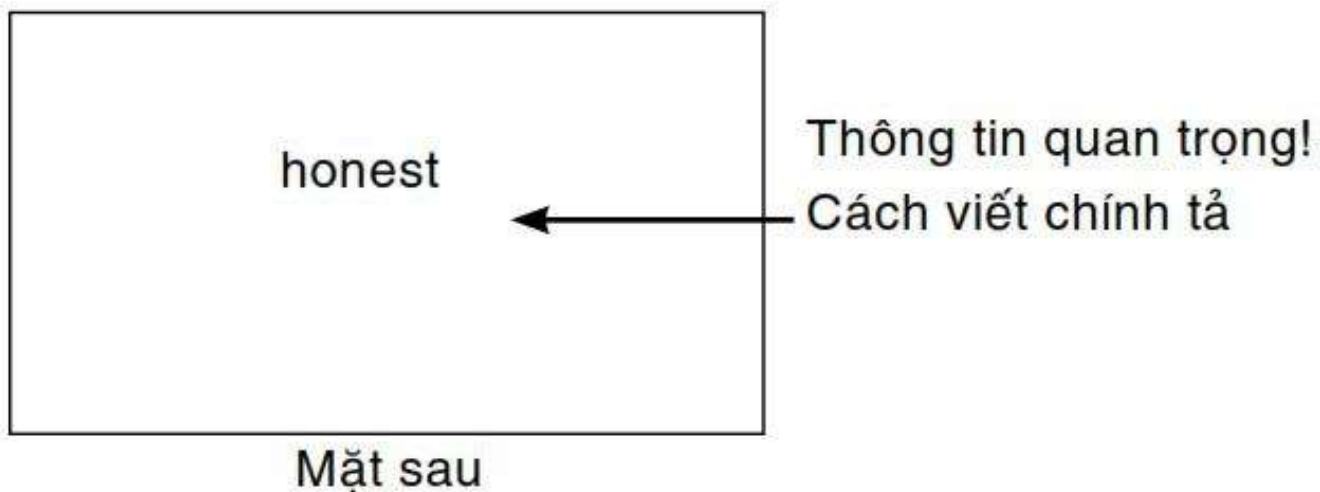 honest
Thông tin quan trọng!
Cách viết chính tả
Mặt sau